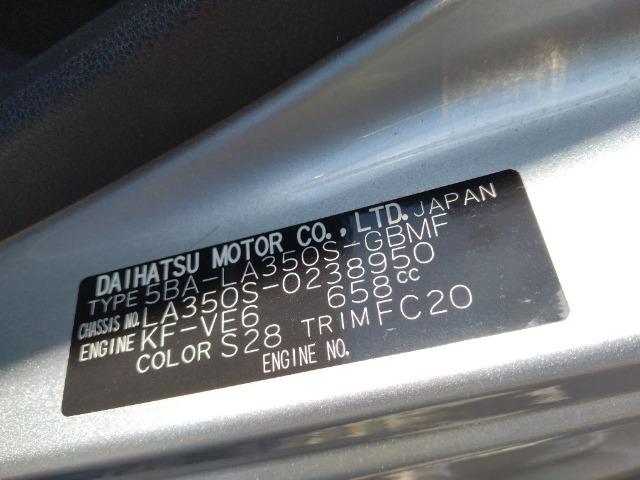 DAIHATSU MOTOR CO., LTD. JAPAN
TYPE 5BA-LA350S-GBMF
CHASSIS NO. LA350S-0238950
ENGINE KF-VE6 658cc
COLOR S28 TRIM FC20
ENGINE NO.